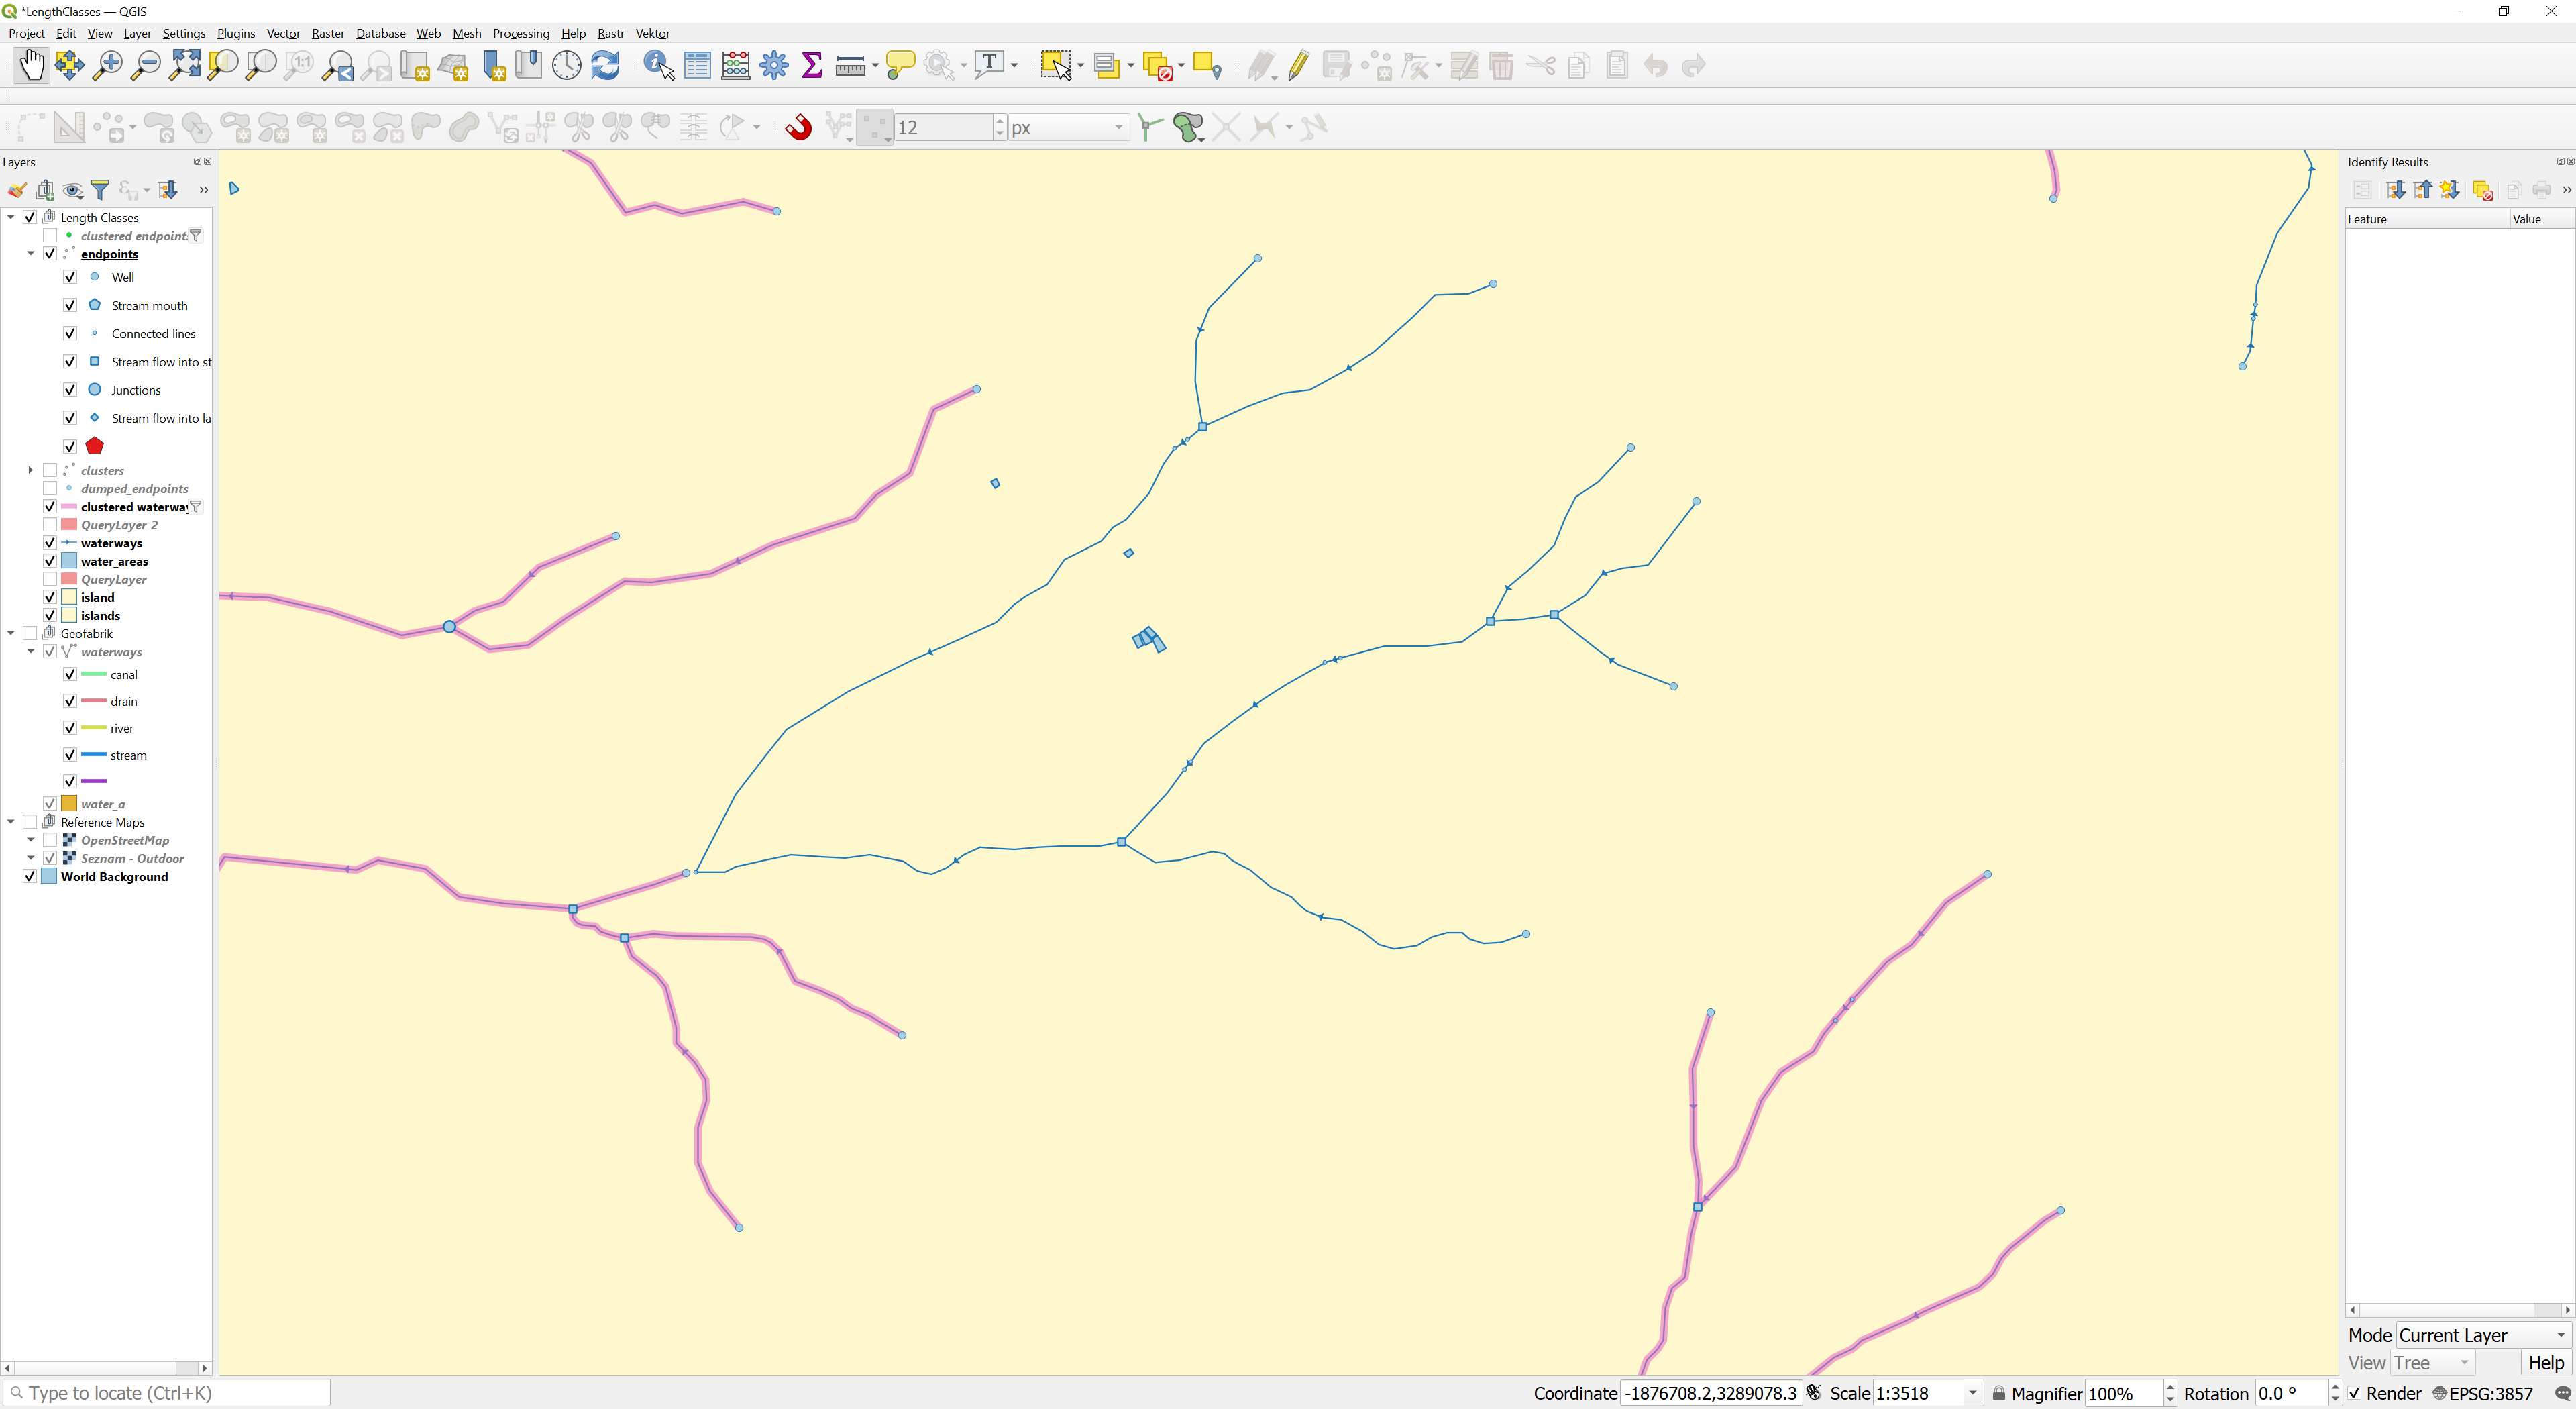 *LengthClasses — QGIS
Project Edit View Layer Settings Plugins Vector Raster Database Web Mesh Processing Help Rastr Vektor
1:1
T
12 px
Layers
Length Classes
clustered endpoint
endpoints
Well
Stream mouth
Connected lines
Stream flow into st
Junctions
Stream flow into la
clusters
dumped_endpoints
clustered waterway
QueryLayer_2
waterways
water_areas
QueryLayer
island
islands
Geofabrik
waterways
canal
drain
river
stream
water_a
Reference Maps
OpenStreetMap
Seznam - Outdoor
World Background
Identify Results
Feature Value
Mode Current Layer
View Tree Help
Type to locate (Ctrl+K) Coordinate -1876708.2,3289078.3 Scale 1:3518 Magnifier 100% Rotation 0.0 ° Render EPSG:3857